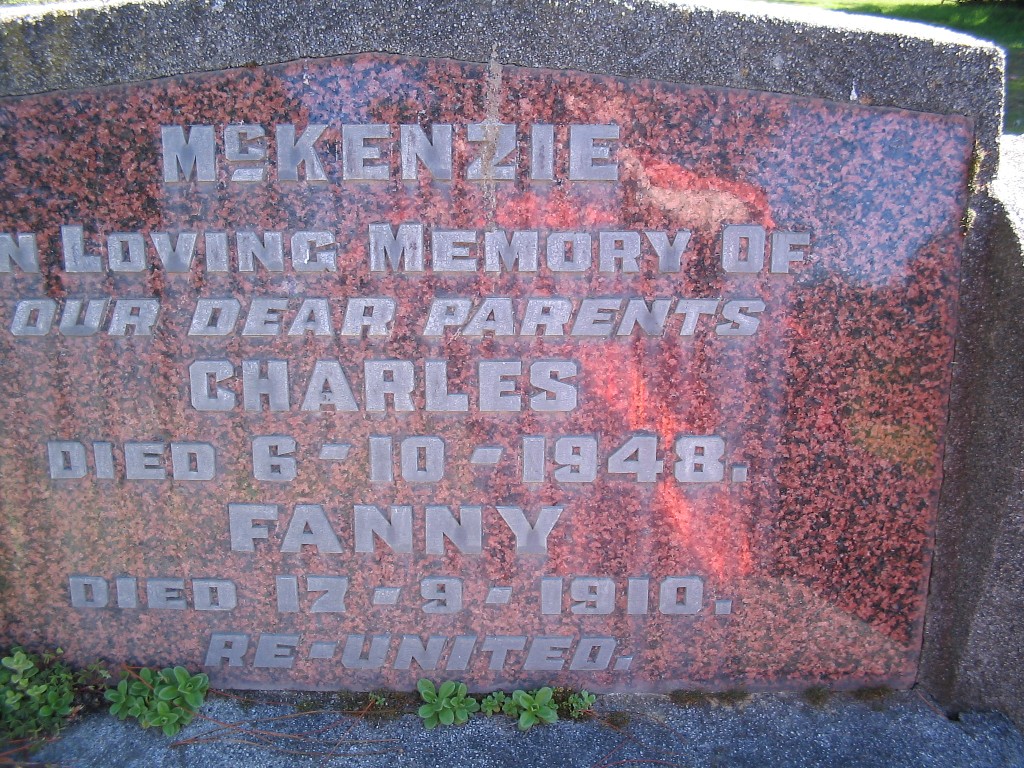 McKENZIE
N LOVING MEMORY OF
OUR DEAR PARENTS
CHARLES
DIED 6-10-1948.
FANNY
DIED 17-9-1910.
RE-UNITED.